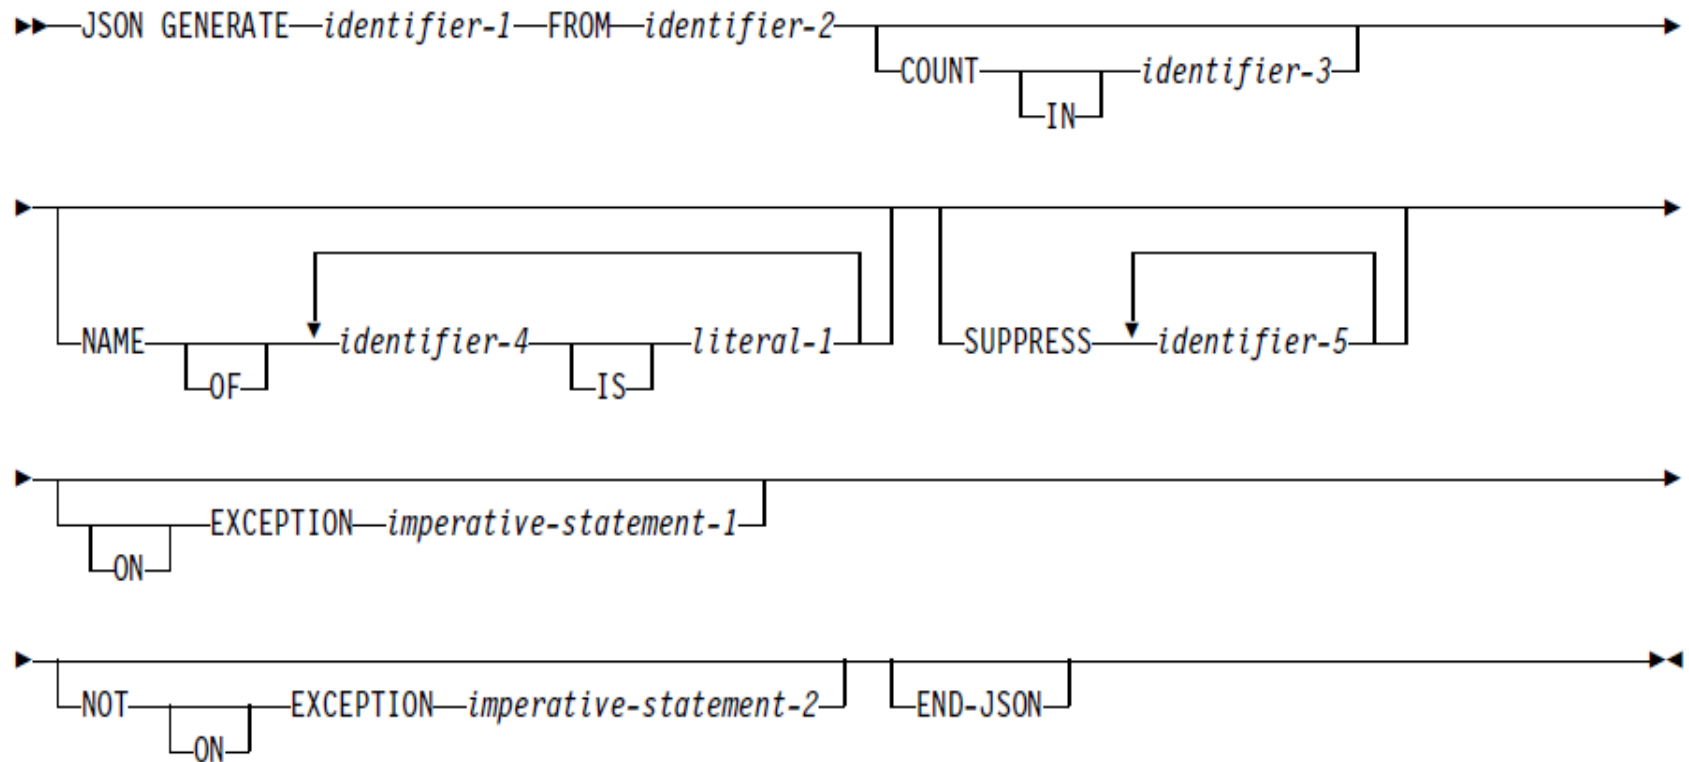 JSON GENERATE identifier-1 FROM identifier-2
COUNT identifier-3
IN
NAME identifier-4 literal-1 SUPPRESS identifier-5
OF IS
EXCEPTION imperative-statement-1
ON
NOT EXCEPTION imperative-statement-2 END-JSON
ON